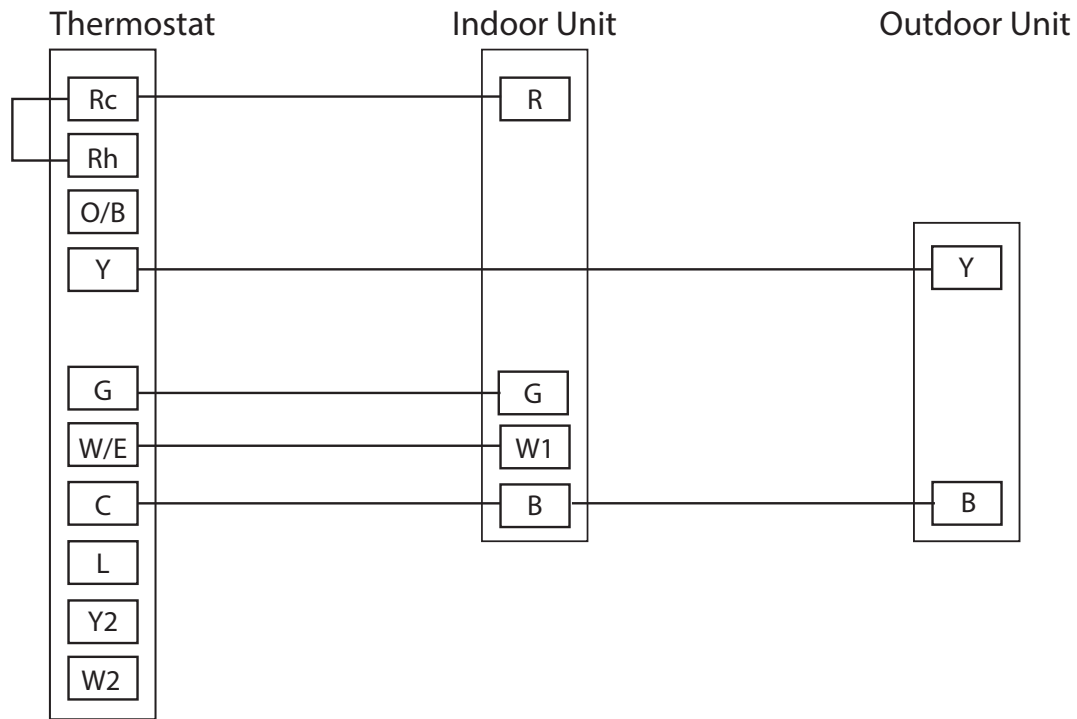 Thermostat Indoor Unit Outdoor Unit
Rc R
Rh
O/B
Y Y
G G
W/E W1
C B B
L
Y2
W2